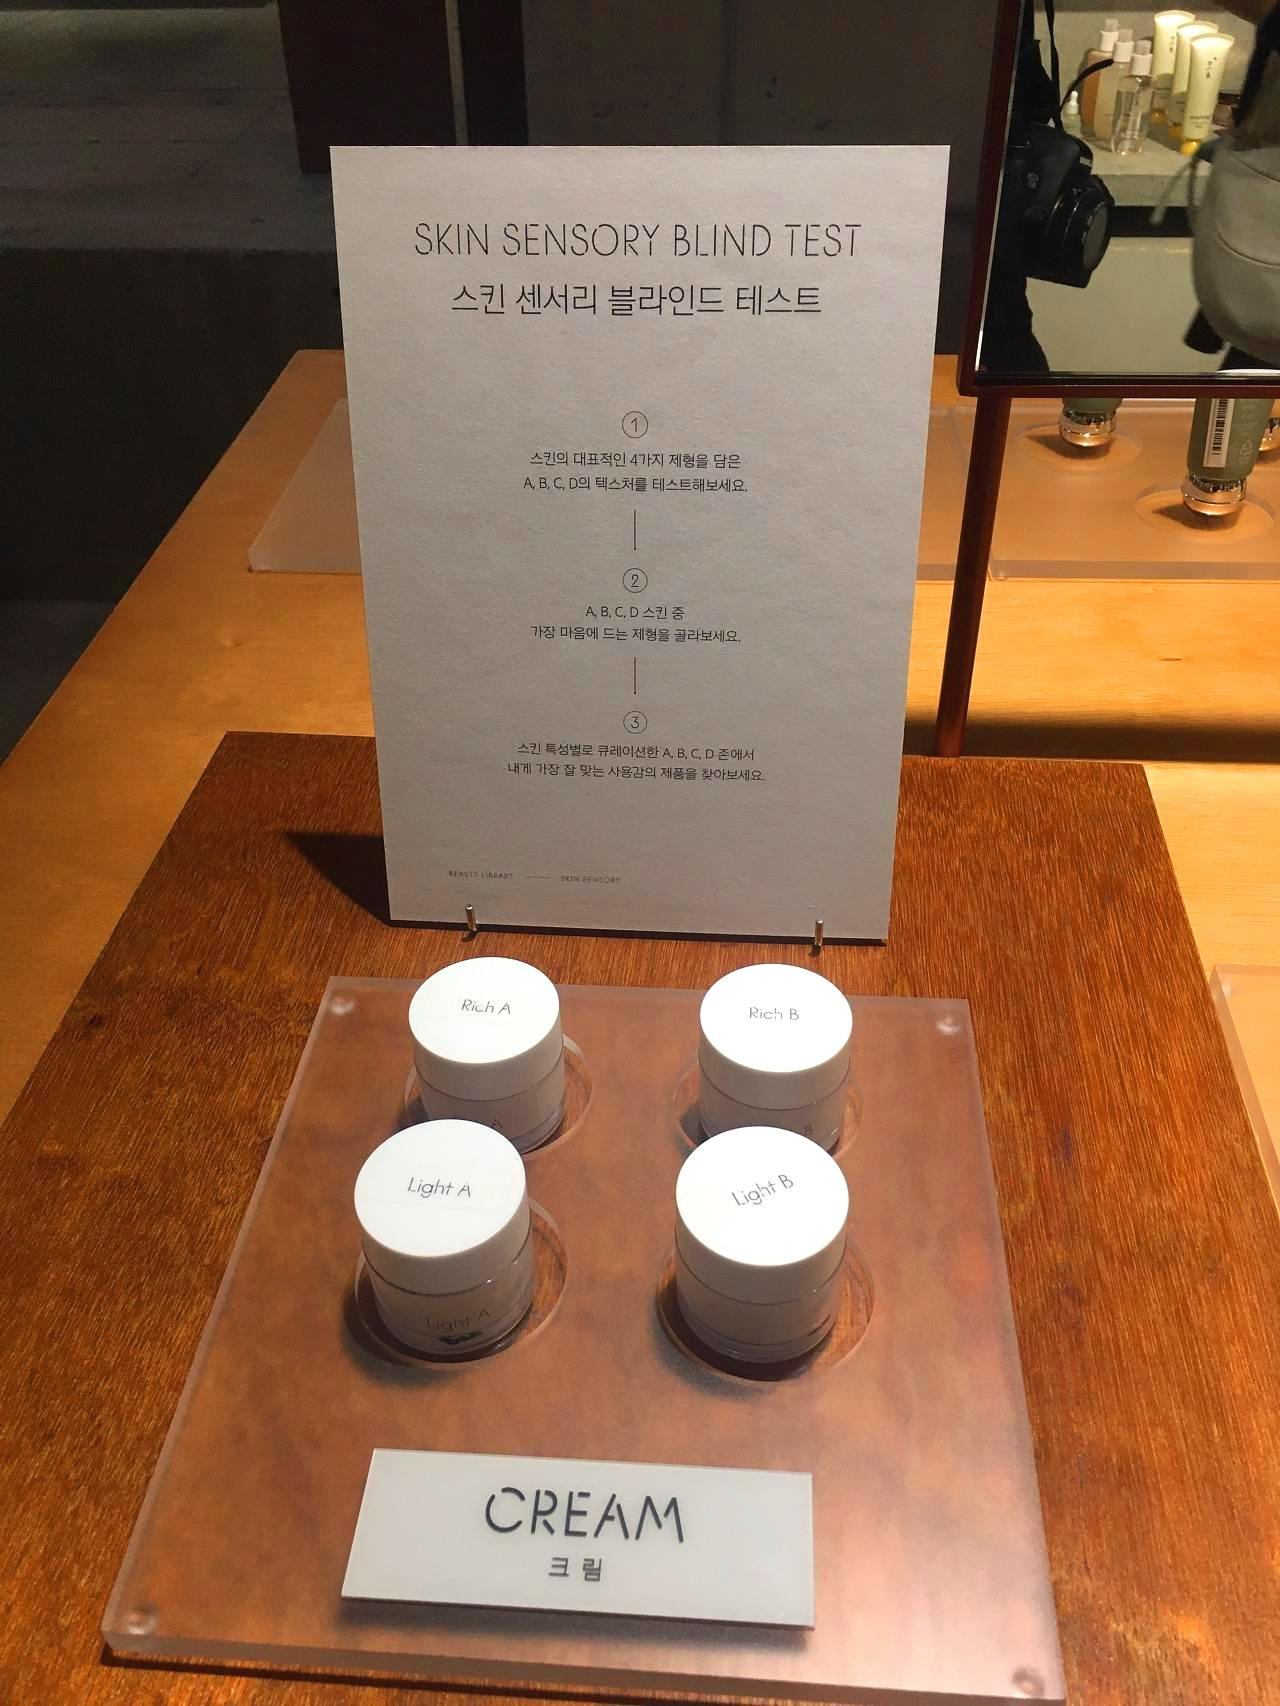 SKIN SENSORY BLIND TEST
스킨 센서리 블라인드 테스트
1
스킨의 대표적인 4가지 제형을 담은
A, B, C, D의 텍스처를 테스트해보세요.
2
A, B, C, D 스킨 중
가장 마음에 드는 제형을 골라보세요.
3
스킨 특성별로 큐레이션한 A, B, C, D 존에서
내게 가장 잘 맞는 사용감의 제품을 찾아보세요.
BEAUTY LIBRARY SKIN SENSORY
Rich A
Rich B
A
B
Light A
Light B
Light A
CREAM
크림